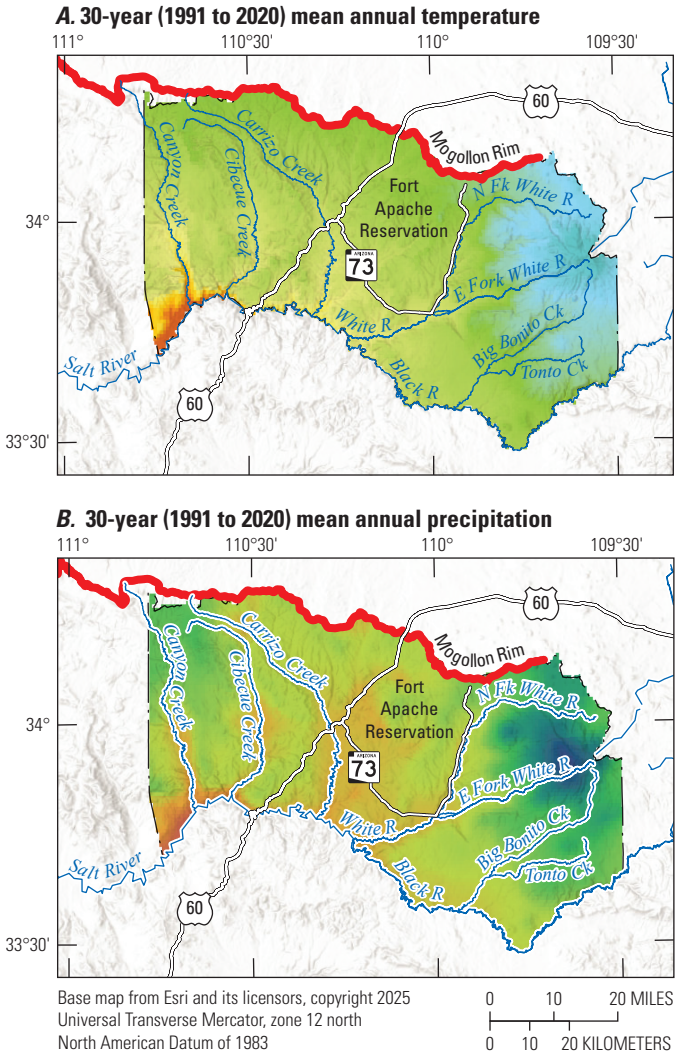 A. 30-year (1991 to 2020) mean annual temperature
111° 110°30' 110° 109°30'
60
Mogollon Rim
Carrizo Creek
Canyon Creek
Cibecue Creek
N Fk White R
Fort
Apache
Reservation
34°
ARIZONA
73
E Fork White R
White R
Big Bonito Ck
Salt River
Black R
Tonto Ck
60
33°30'
B. 30-year (1991 to 2020) mean annual precipitation
111° 110°30' 110° 109°30'
60
Mogollon Rim
Carrizo Creek
Canyon Creek
Cibecue Creek
N Fk White R
Fort
Apache
Reservation
34°
ARIZONA
73
E Fork White R
White R
Big Bonito Ck
Salt River
Black R
Tonto Ck
60
33°30'
Base map from Esri and its licensors, copyright 2025
Universal Transverse Mercator, zone 12 north
North American Datum of 1983
0 10 20 MILES
0 10 20 KILOMETERS